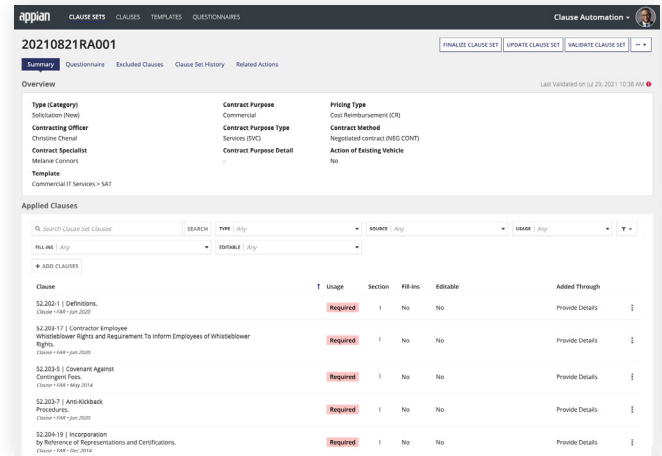 appian CLAUSE SETS CLAUSES TEMPLATES QUESTIONNAIRES Clause Automation
20210821RA001 FINALIZE CLAUSE SET UPDATE CLAUSE SET VALIDATE CLAUSE SET
Summary Questionnaire Excluded Clauses Clause Set History Related Actions
Overview Last Validated on Jul 29, 2021 10:38 AM
Type (Category) Contract Purpose Pricing Type
Solicitation (New) Commercial Cost Reimbursement (CR)
Contracting Officer Contract Purpose Type Contract Method
Christine Chenal Services (SVC) Negotiated contract (NEG CONT)
Contract Specialist Contract Purpose Detail Action of Existing Vehicle
Melanie Connors - No
Template
Commercial IT Services > SAT
Applied Clauses
Search Clause Set Clauses SEARCH TYPE Any SOURCE Any USAGE Any
FILL-INS Any EDITABLE Any
+ ADD CLAUSES
Clause ↑ Usage Section Fill-ins Editable Added Through
52.202-1 | Definitions. Required I No No Provide Details
Clause • FAR • Jun 2020
52.203-17 | Contractor Employee
Whistleblower Rights and Requirement To Inform Employees of Whistleblower Required I No No Provide Details
Rights.
Clause • FAR • Jun 2020
52.203-5 | Covenant Against
Contingent Fees. Required I No No Provide Details
Clause • FAR • May 2014
52.203-7 | Anti-Kickback
Procedures. Required I No No Provide Details
Clause • FAR • Jun 2020
52.204-19 | Incorporation
by Reference of Representations and Certifications. Required I No No Provide Details
Clause • FAR • Dec 2014